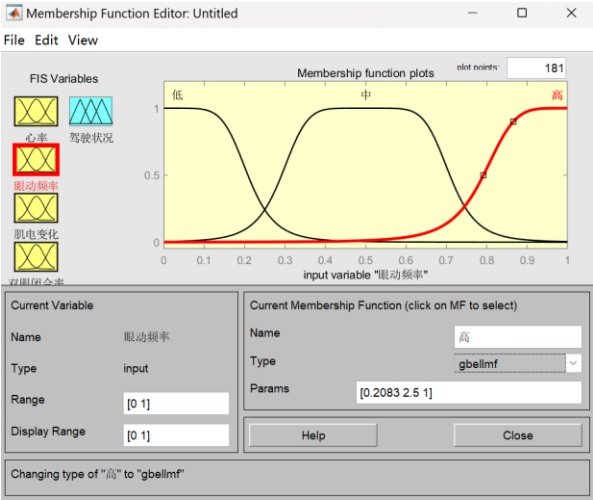 Membership Function Editor: Untitled
File Edit View
FIS Variables
心率
驾驶状况
眼动频率
肌电变化
双眼闭合率
Membership function plots
plot points:
181
低
中
高
1
0.5
0
0 0.1 0.2 0.3 0.4 0.5 0.6 0.7 0.8 0.9 1
input variable "眼动频率"
Current Variable
Name 眼动频率
Type input
Range [0 1]
Display Range [0 1]
Current Membership Function (click on MF to select)
Name 高
Type gbellmf
Params [0.2083 2.5 1]
Help
Close
Changing type of "高" to "gbellmf"